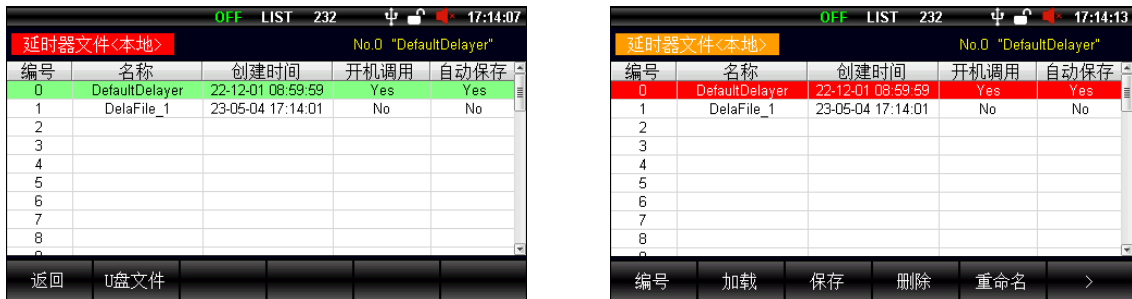 OFF LIST 232 17:14:07
延时器文件<本地> No.0 "DefaultDelayer"
编号 名称 创建时间 开机调用 自动保存
0 DefaultDelayer 22-12-01 08:59:59 Yes Yes
1 DelaFile_1 23-05-04 17:14:01 No No
2
3
4
5
6
7
8
返回 U盘文件
OFF LIST 232 17:14:13
延时器文件<本地> No.0 "DefaultDelayer"
编号 名称 创建时间 开机调用 自动保存
0 DefaultDelayer 22-12-01 08:59:59 Yes Yes
1 DelaFile_1 23-05-04 17:14:01 No No
2
3
4
5
6
7
8
编号 加载 保存 删除 重命名 >